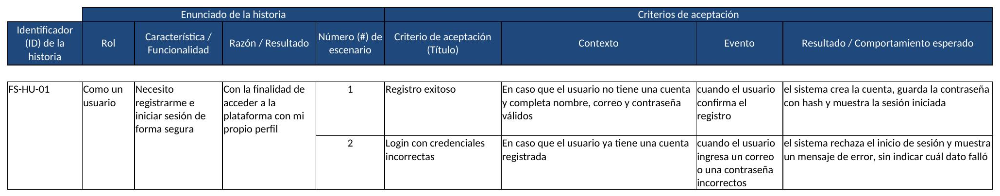 Enunciado de la historia
Criterios de aceptación
Identificador
(ID) de la
historia
Rol
Característica /
Funcionalidad
Razón / Resultado
Número (#) de
escenario
Criterio de aceptación
(Título)
Contexto
Evento
Resultado / Comportamiento esperado
FS-HU-01
Como un
usuario
Necesito
registrarme e
iniciar sesión de
forma segura
Con la finalidad de
acceder a la
plataforma con mi
propio perfil
1
Registro exitoso
En caso que el usuario no tiene una cuenta
y completa nombre, correo y contraseña
válidos
cuando el usuario
confirma el
registro
el sistema crea la cuenta, guarda la contraseña
con hash y muestra la sesión iniciada
2
Login con credenciales
incorrectas
En caso que el usuario ya tiene una cuenta
registrada
cuando el usuario
ingresa un correo
o una contraseña
incorrectos
el sistema rechaza el inicio de sesión y muestra
un mensaje de error, sin indicar cuál dato falló